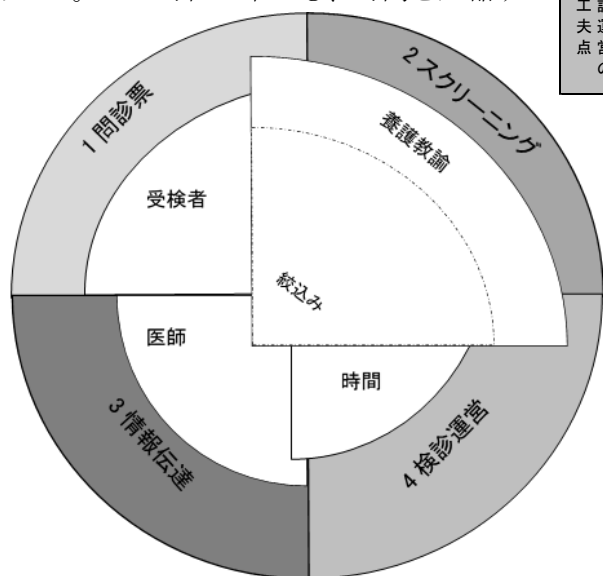 1 問診票
2 スクリーニング
養護教諭
受検者
絞込み
医師
時間
3 情報伝達
4 検診運営